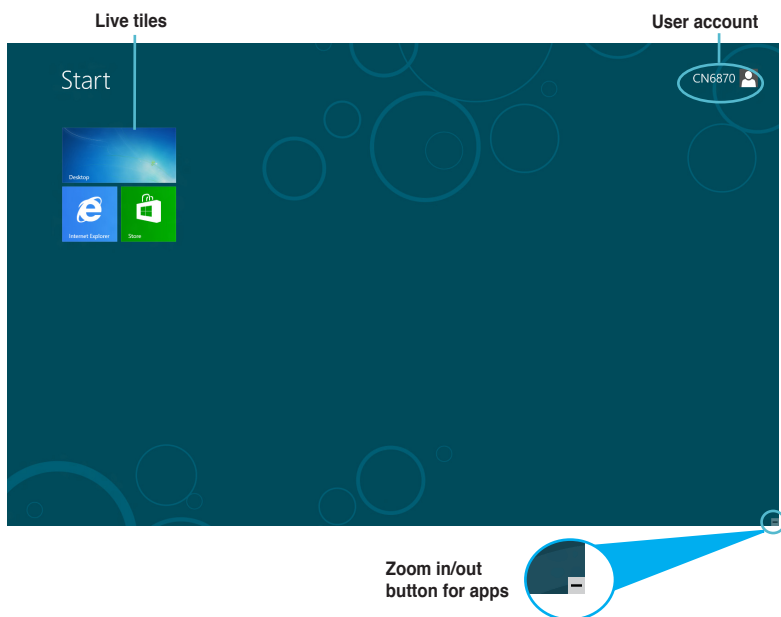 Live tiles
User account
Start
CN6870
Desktop
Internet Explorer
Store
Zoom in/out
button for apps